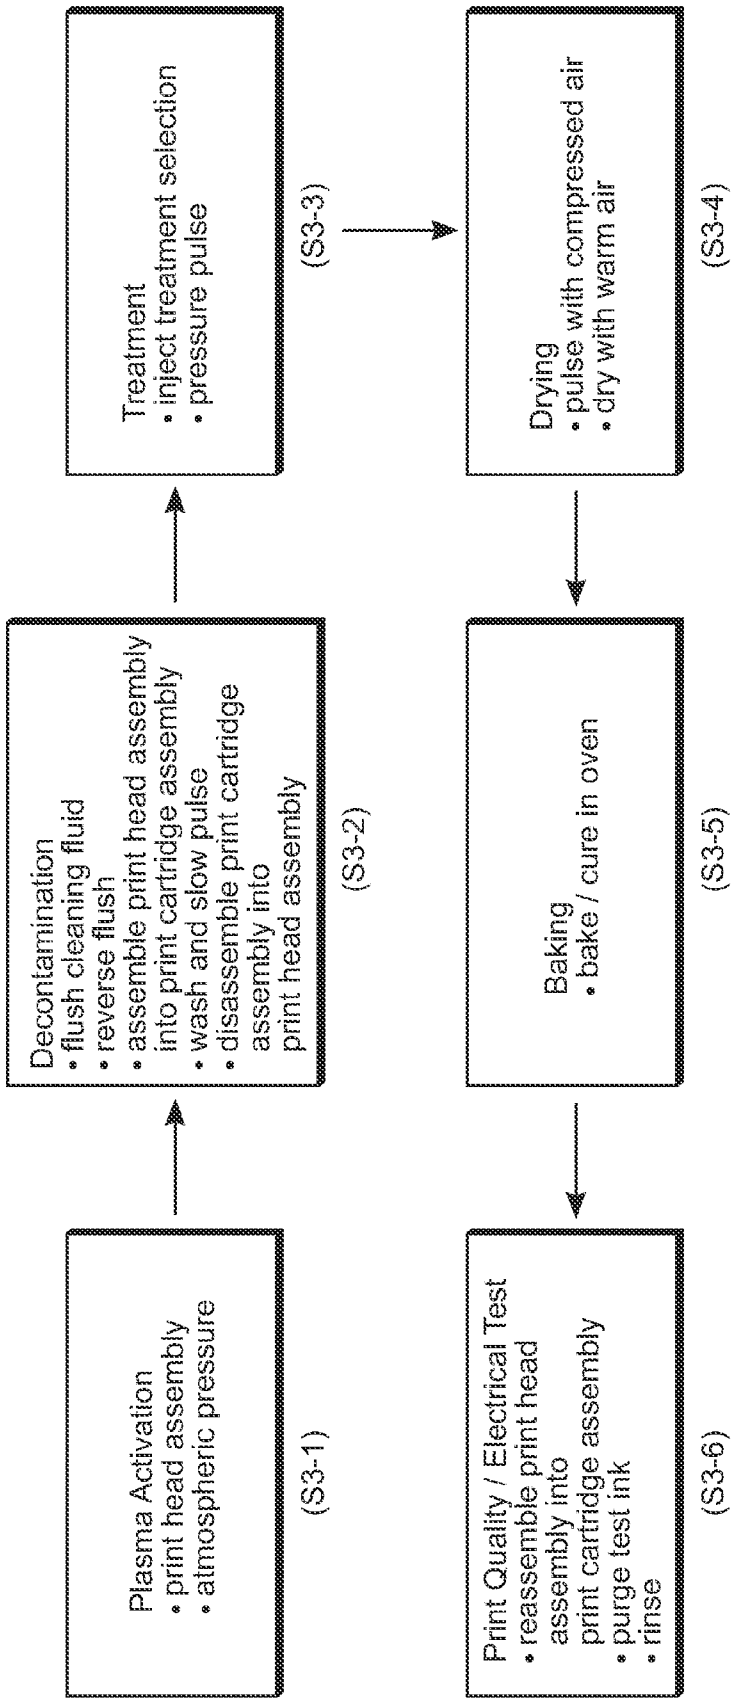 Plasma Activation
• print head assembly
• atmospheric pressure
(S3-1)
Decontamination
• flush cleaning fluid
• reverse flush
• assemble print head assembly
into print cartridge assembly
• wash and slow pulse
• disassemble print cartridge
assembly into
print head assembly
(S3-2)
Treatment
• inject treatment selection
• pressure pulse
(S3-3)
Drying
• pulse with compressed air
• dry with warm air
(S3-4)
Baking
• bake / cure in oven
(S3-5)
Print Quality / Electrical Test
• reassemble print head
assembly into
print cartridge assembly
• purge test ink
• rinse
(S3-6)